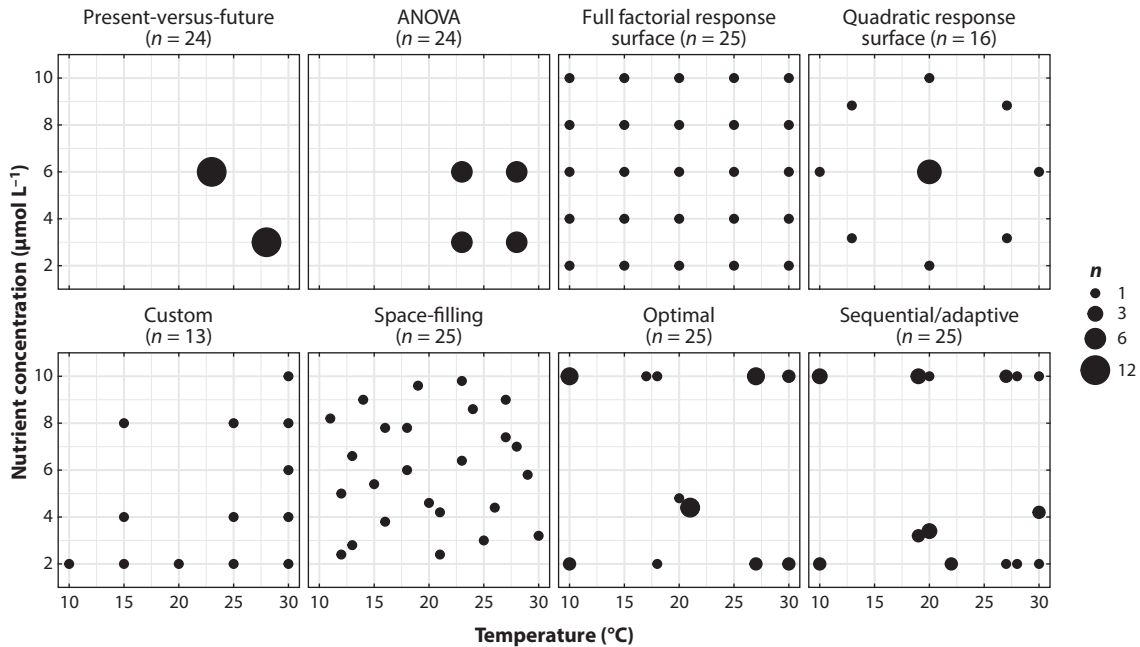 Present-versus-future
(n = 24)
ANOVA
(n = 24)
Full factorial response
surface (n = 25)
Quadratic response
surface (n = 16)
10
8
6
4
2
Custom
(n = 13)
Space-filling
(n = 25)
Optimal
(n = 25)
Sequential/adaptive
(n = 25)
10
8
6
4
2
10 15 20 25 30
10 15 20 25 30
10 15 20 25 30
10 15 20 25 30
Nutrient concentration (µmol L⁻¹)
Temperature (°C)
n
1
3
6
12